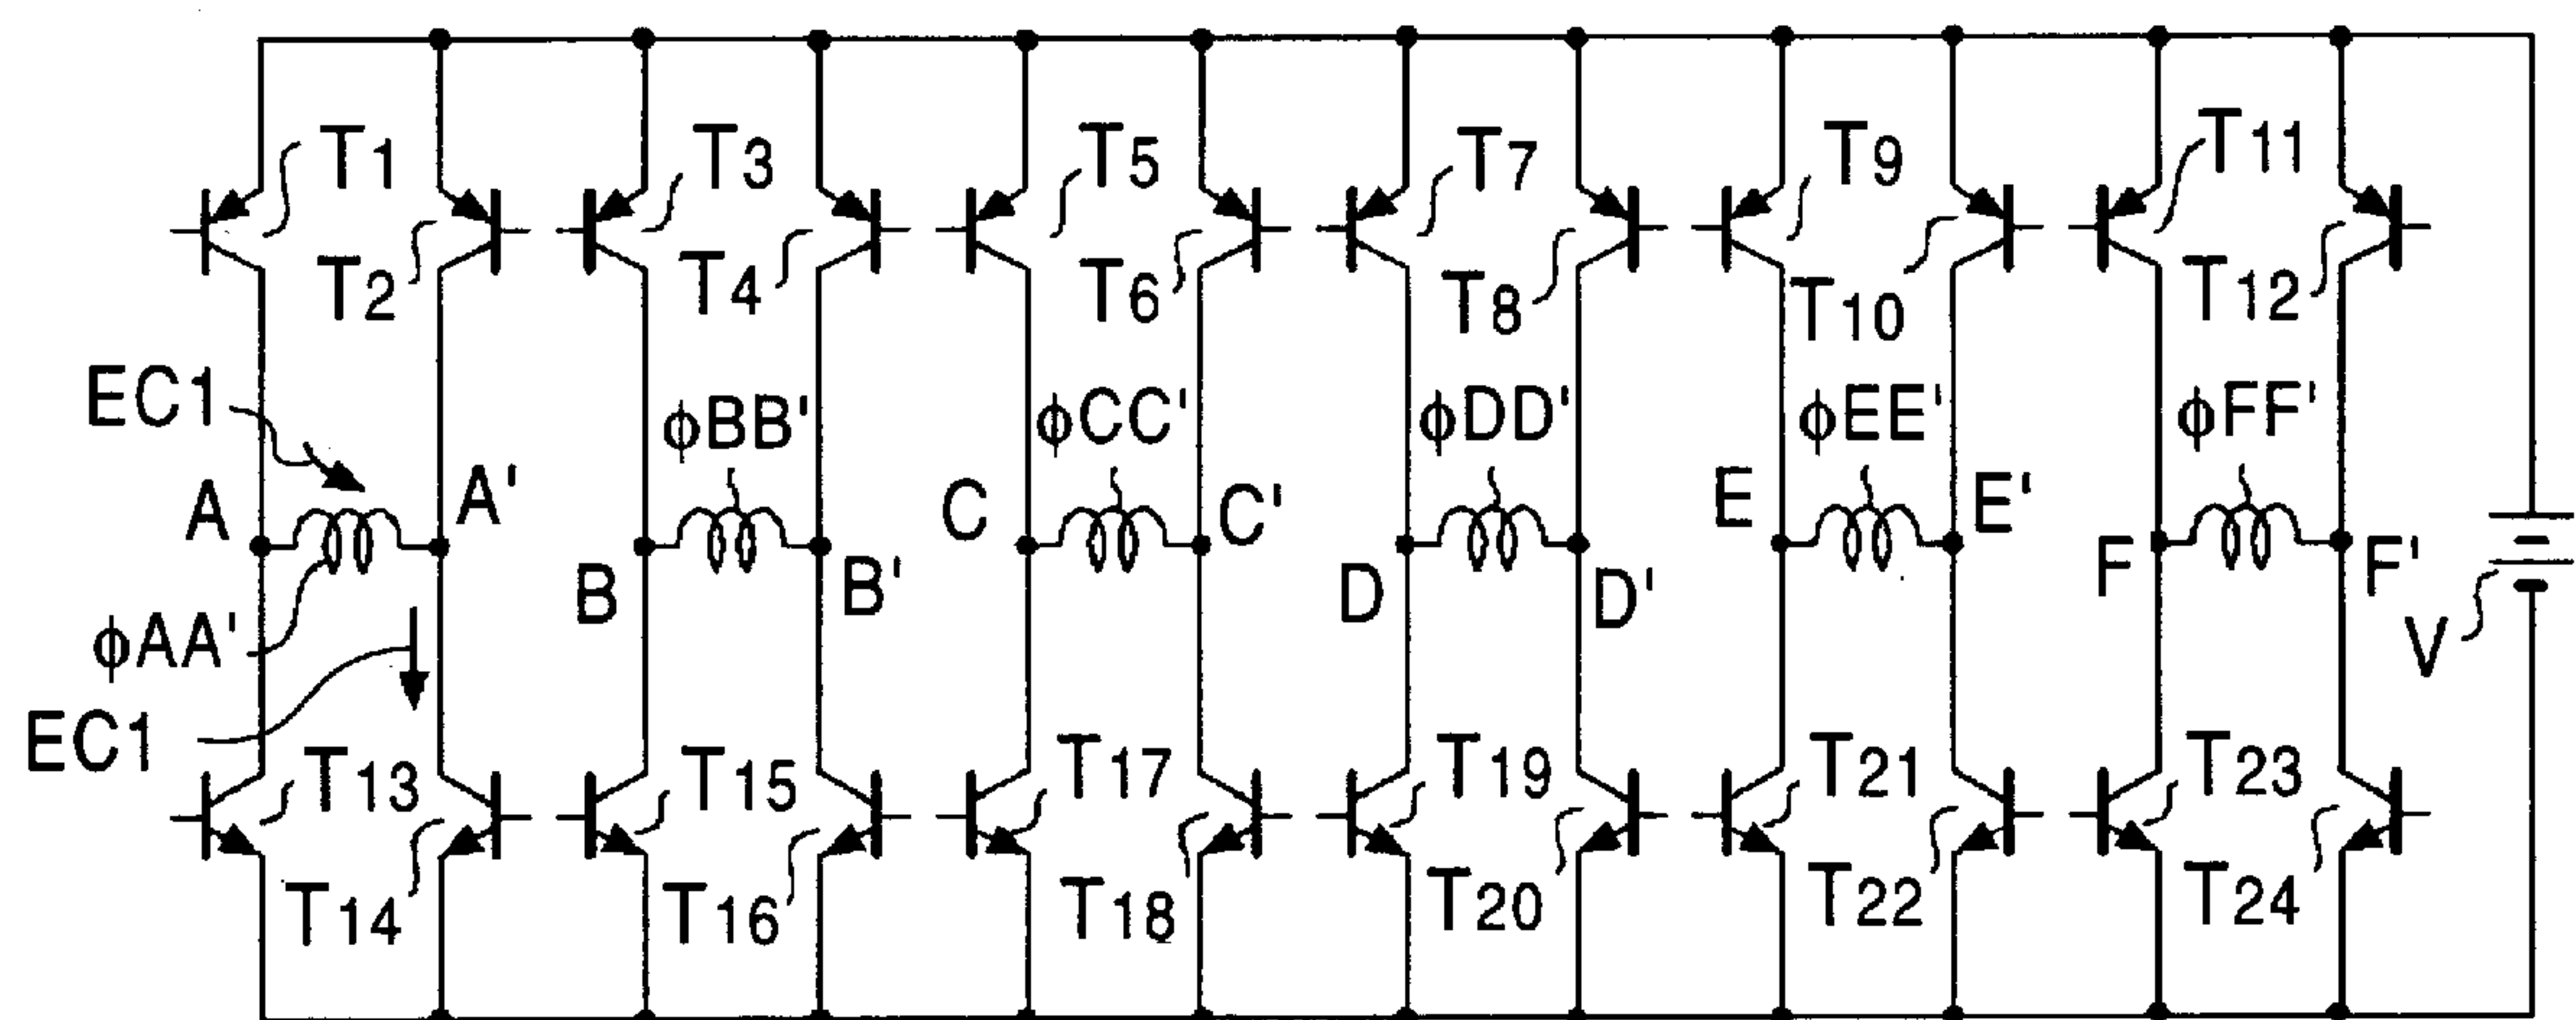 T1 T3 T5 T7 T9 T11
T2 T4 T6 T8 T10 T12
EC1 ϕBB' ϕCC' ϕDD' ϕEE' ϕFF'
A A' C C' E E'
B B' D D' F F'
ϕAA' V
EC1
T13 T15 T17 T19 T21 T23
T14 T16 T18 T20 T22 T24